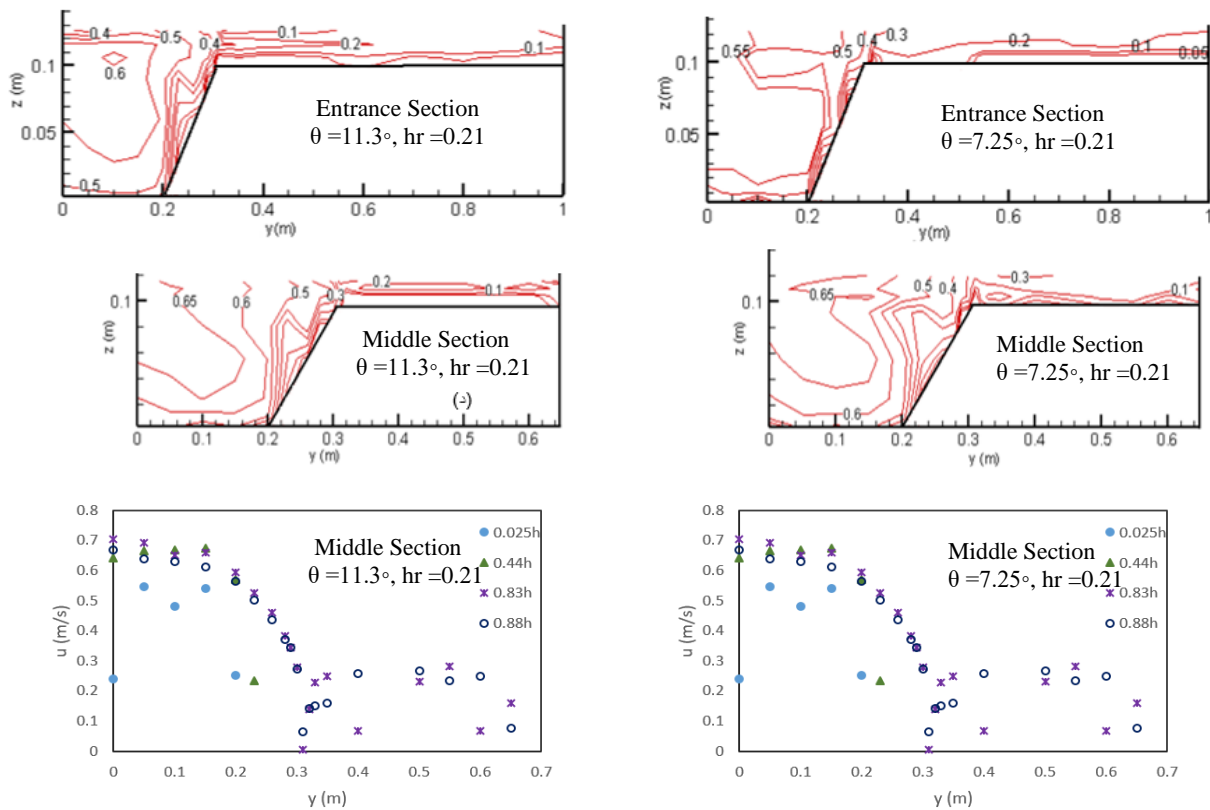 0.4 0.5 0.4 0.1
0.2
0.1
0.6
0.5
0.1
0.05
z (m)
Entrance Section
θ =11.3◦, hr =0.21
0 0.2 0.4 0.6 0.8 1
y(m)
0.55 0.5 0.4 0.3
0.2
0.1
0.05
0.1
0.05
z (m)
Entrance Section
θ =7.25◦, hr =0.21
0 0.2 0.4 0.6 0.8 1
y(m)
0.65 0.6 0.5 0.3 0.2
0.1
0.1
z (m)
Middle Section
θ =11.3◦, hr =0.21
(د)
0 0.1 0.2 0.3 0.4 0.5 0.6
y (m)
0.65 0.5 0.4 0.3
0.1
0.6
0.1
z (m)
Middle Section
θ =7.25◦, hr =0.21
0 0.1 0.2 0.3 0.4 0.5 0.6
y (m)
0.8
0.7
0.6
0.5
0.4
0.3
0.2
0.1
0
u (m/s)
Middle Section
θ =11.3◦, hr =0.21
0.025h
0.44h
0.83h
0.88h
0 0.1 0.2 0.3 0.4 0.5 0.6 0.7
y (m)
0.8
0.7
0.6
0.5
0.4
0.3
0.2
0.1
0
u (m/s)
Middle Section
θ =7.25◦, hr =0.21
0.025h
0.44h
0.83h
0.88h
0 0.1 0.2 0.3 0.4 0.5 0.6 0.7
y (m)